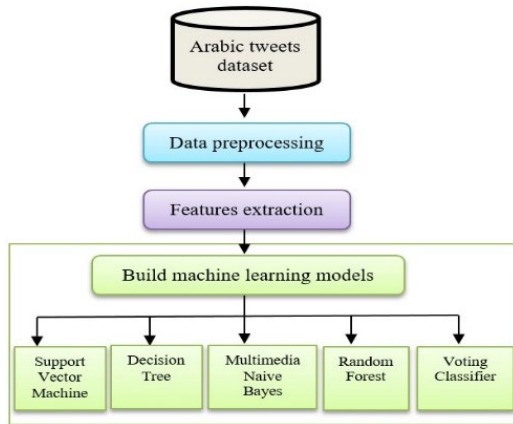 Arabic tweets
dataset
Data preprocessing
Features extraction
Build machine learning models
Support
Vector
Machine
Decision
Tree
Multimedia
Naive
Bayes
Random
Forest
Voting
Classifier